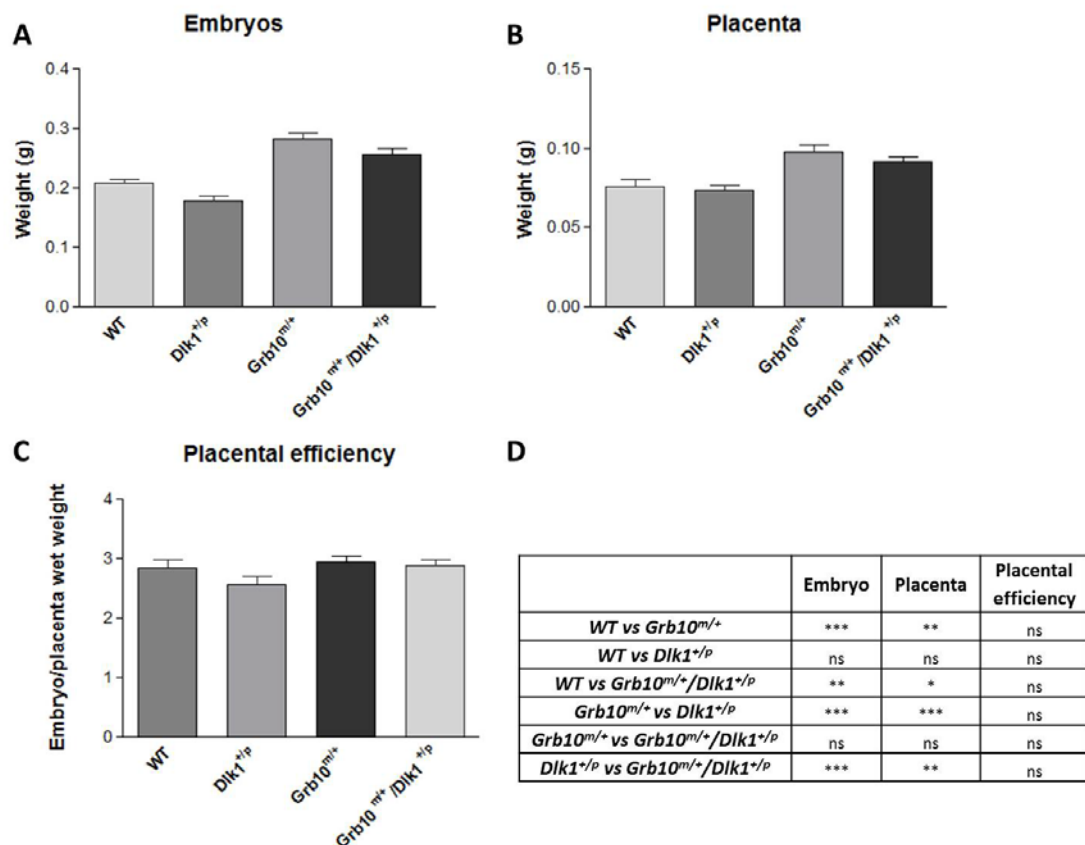 A
Embryos
Weight (g)
0.4
0.3
0.2
0.1
0.0
WT
Dlk1+/p
Grb10m/+
Grb10 m/+/Dlk1 +/p
B
Placenta
Weight (g)
0.15
0.10
0.05
0.00
WT
Dlk1+/p
Grb10m/+
Grb10 m/+/Dlk1 +/p
C
Placental efficiency
Embryo/placenta wet weight
4
3
2
1
0
WT
Dlk1+/p
Grb10m/+
Grb10 m/+/Dlk1 +/p
D
Embryo Placenta Placental efficiency
WT vs Grb10m/+ *** ** ns
WT vs Dlk1+/p ns ns ns
WT vs Grb10m/+/Dlk1+/p ** * ns
Grb10m/+ vs Dlk1+/p *** *** ns
Grb10m/+ vs Grb10m/+/Dlk1+/p ns ns ns
Dlk1+/p vs Grb10m/+/Dlk1+/p *** ** ns